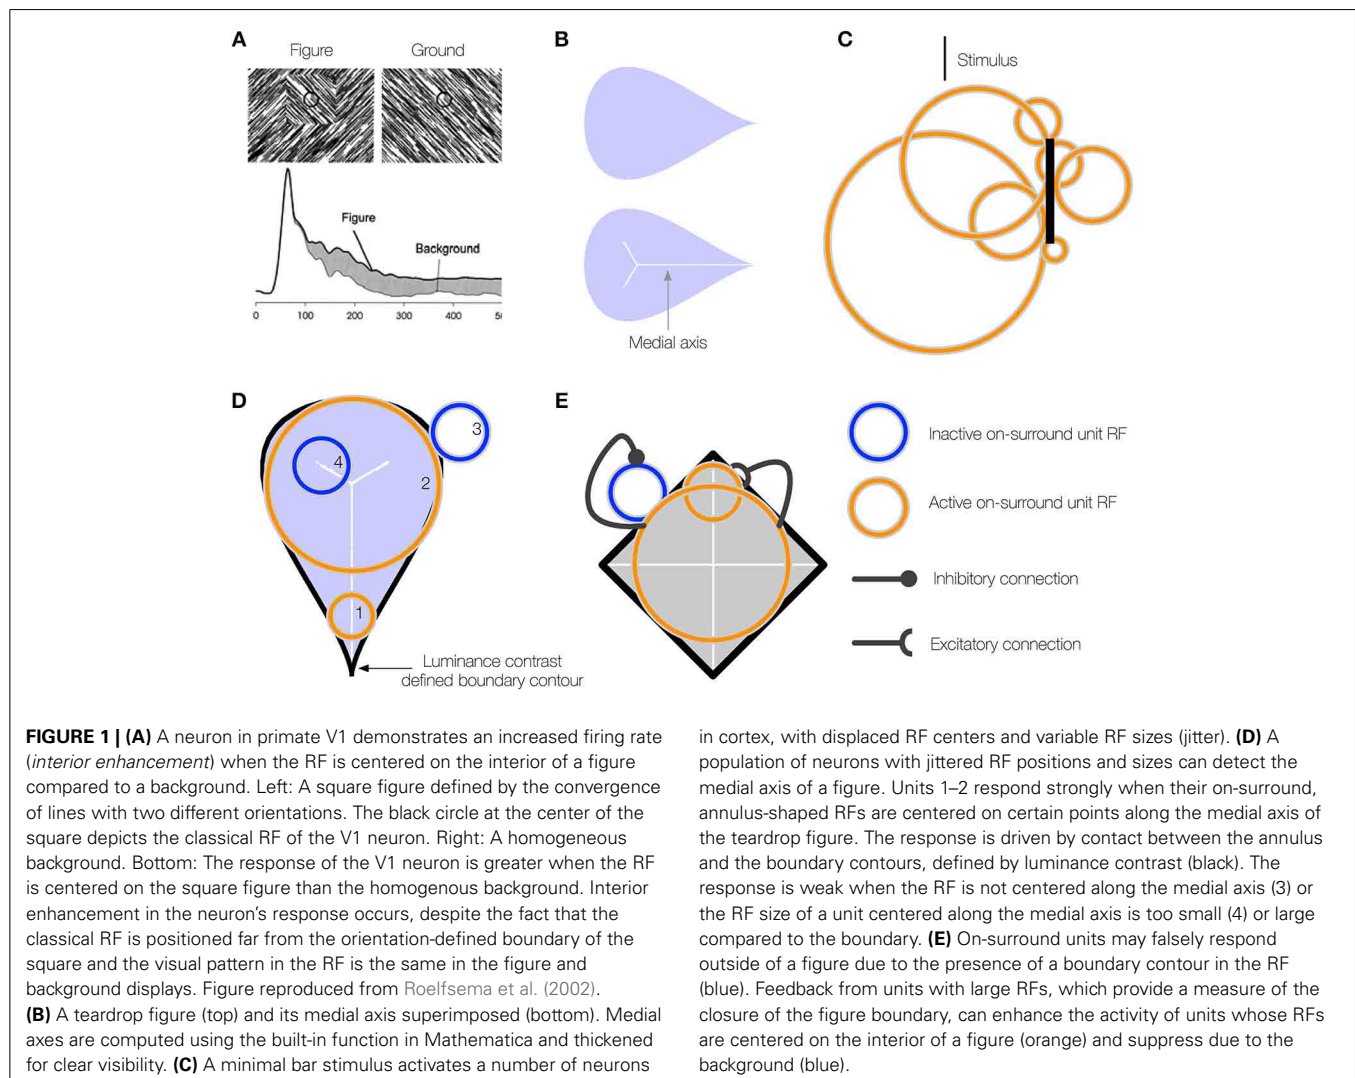 A
Figure
Ground
Figure
Background
0 100 200 300 400
B
Medial axis
C
Stimulus
D
3
4
2
1
Luminance contrast
defined boundary contour
E
Inactive on-surround unit RF
Active on-surround unit RF
Inhibitory connection
Excitatory connection
FIGURE 1 | (A) A neuron in primate V1 demonstrates an increased firing rate
(interior enhancement) when the RF is centered on the interior of a figure
compared to a background. Left: A square figure defined by the convergence
of lines with two different orientations. The black circle at the center of the
square depicts the classical RF of the V1 neuron. Right: A homogeneous
background. Bottom: The response of the V1 neuron is greater when the RF
is centered on the square figure than the homogenous background. Interior
enhancement in the neuron's response occurs, despite the fact that the
classical RF is positioned far from the orientation-defined boundary of the
square and the visual pattern in the RF is the same in the figure and
background displays. Figure reproduced from Roelfsema et al. (2002).
(B) A teardrop figure (top) and its medial axis superimposed (bottom). Medial
axes are computed using the built-in function in Mathematica and thickened
for clear visibility. (C) A minimal bar stimulus activates a number of neurons
in cortex, with displaced RF centers and variable RF sizes (jitter). (D) A
population of neurons with jittered RF positions and sizes can detect the
medial axis of a figure. Units 1–2 respond strongly when their on-surround,
annulus-shaped RFs are centered on certain points along the medial axis of
the teardrop figure. The response is driven by contact between the annulus
and the boundary contours, defined by luminance contrast (black). The
response is weak when the RF is not centered along the medial axis (3) or
the RF size of a unit centered along the medial axis is too small (4) or large
compared to the boundary. (E) On-surround units may falsely respond
outside of a figure due to the presence of a boundary contour in the RF
(blue). Feedback from units with large RFs, which provide a measure of the
closure of the figure boundary, can enhance the activity of units whose RFs
are centered on the interior of a figure (orange) and suppress due to the
background (blue).